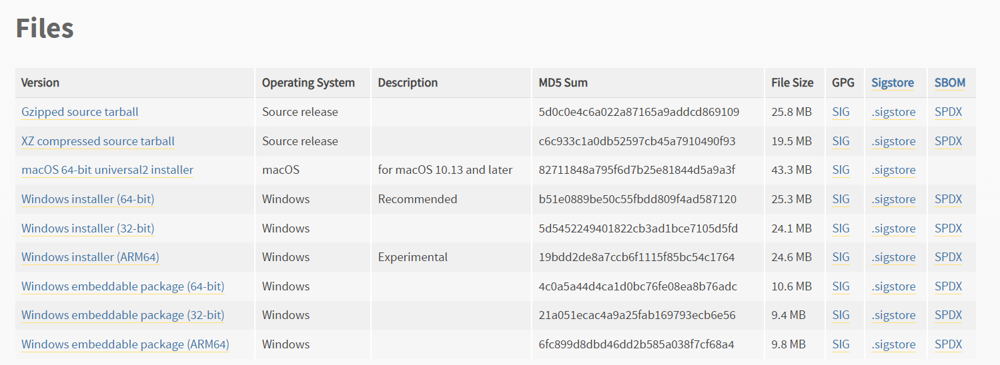 Files
Version Operating System Description MD5 Sum File Size GPG Sigstore SBOM
Gzipped source tarball Source release 5d0c0e4c6a022a87165a9addcd869109 25.8 MB SIG .sigstore SPDX
XZ compressed source tarball Source release c6c933c1a0db52597cb45a7910490f93 19.5 MB SIG .sigstore SPDX
macOS 64-bit universal2 installer macOS for macOS 10.13 and later 82711848a795f6d7b25e81844d5a9a3f 43.3 MB SIG .sigstore
Windows installer (64-bit) Windows Recommended b51e0889be50c55fbdd809f4ad587120 25.3 MB SIG .sigstore SPDX
Windows installer (32-bit) Windows 5d5452249401822cb3ad1bce7105d5fd 24.1 MB SIG .sigstore SPDX
Windows installer (ARM64) Windows Experimental 19bdd2de8a7ccb6f1115f85bc54c1764 24.6 MB SIG .sigstore SPDX
Windows embeddable package (64-bit) Windows 4c0a5a44d4ca1d0bc76fe08ea8b76adc 10.6 MB SIG .sigstore SPDX
Windows embeddable package (32-bit) Windows 21a051ecac4a9a25fab169793ecb6e56 9.4 MB SIG .sigstore SPDX
Windows embeddable package (ARM64) Windows 6fc899d8dbd46dd2b585a038f7cf68a4 9.8 MB SIG .sigstore SPDX